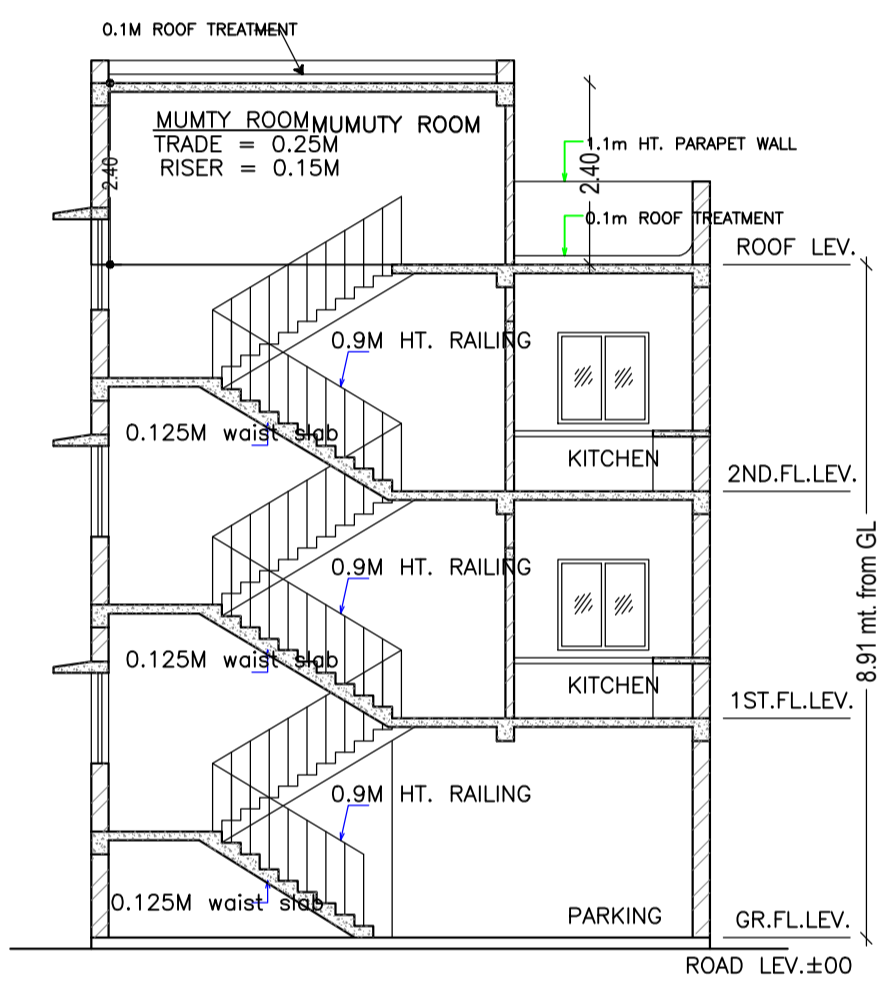 0.1M ROOF TREATMENT
MUMTY ROOM
MUMUTY ROOM
TRADE = 0.25M
RISER = 0.15M
2.40
2.40
1.1m HT. PARAPET WALL
0.1m ROOF TREATMENT
ROOF LEV.
0.9M HT. RAILING
0.125M waist slab
KITCHEN
2ND.FL.LEV.
0.9M HT. RAILING
8.91 mt. from GL
0.125M waist slab
KITCHEN
1ST.FL.LEV.
0.9M HT. RAILING
0.125M waist slab
PARKING
GR.FL.LEV.
ROAD LEV.±00